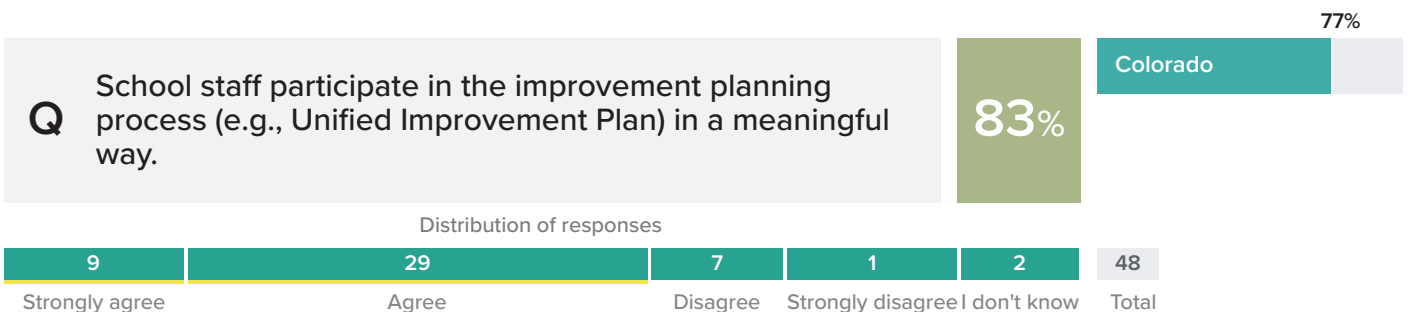 77%
Q
School staff participate in the improvement planning
process (e.g., Unified Improvement Plan) in a meaningful
way.
83%
Colorado
Distribution of responses
9 29 7 1 2 48
Strongly agree Agree Disagree Strongly disagree I don't know Total